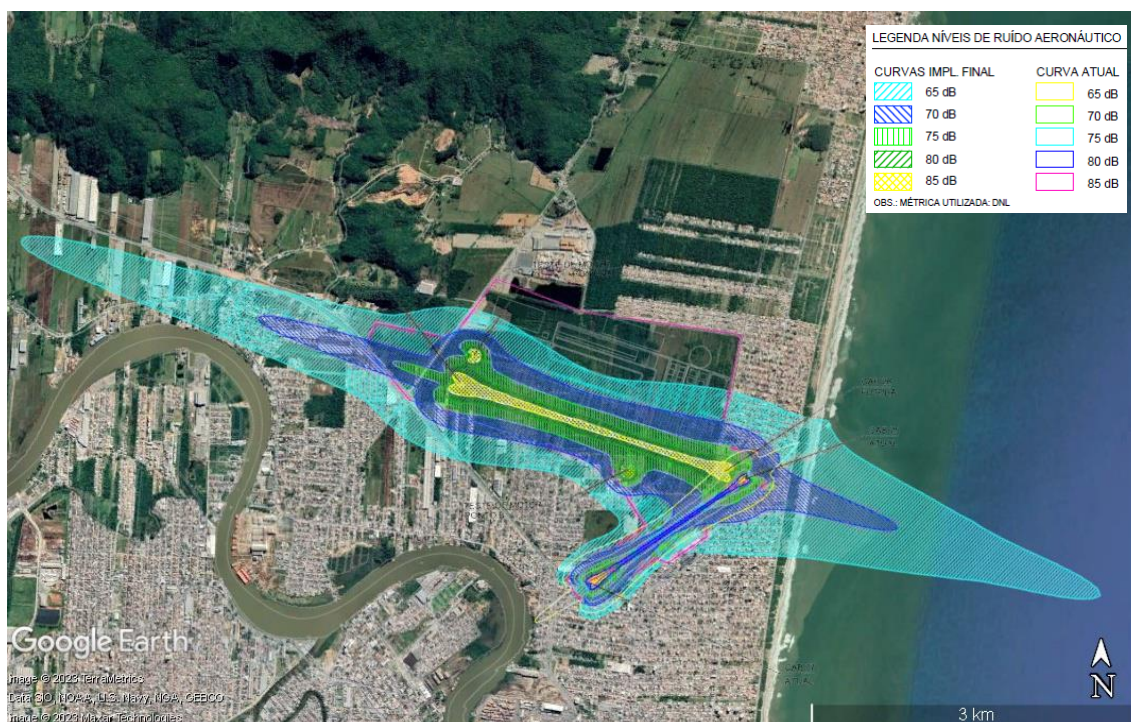 LEGENDA NÍVEIS DE RUÍDO AERONÁUTICO
CURVAS IMPL. FINAL
CURVA ATUAL
65 dB
65 dB
70 dB
70 dB
75 dB
75 dB
80 dB
80 dB
85 dB
85 dB
OBS.: MÉTRICA UTILIZADA: DNL
ATUAL
ATUAL
Google Earth
Image © 2023 TerraMetrics
Data SIO, NOAA, U.S. Navy, NGA, GEBCO
Image © 2023 Maxar Technologies
N
3 km